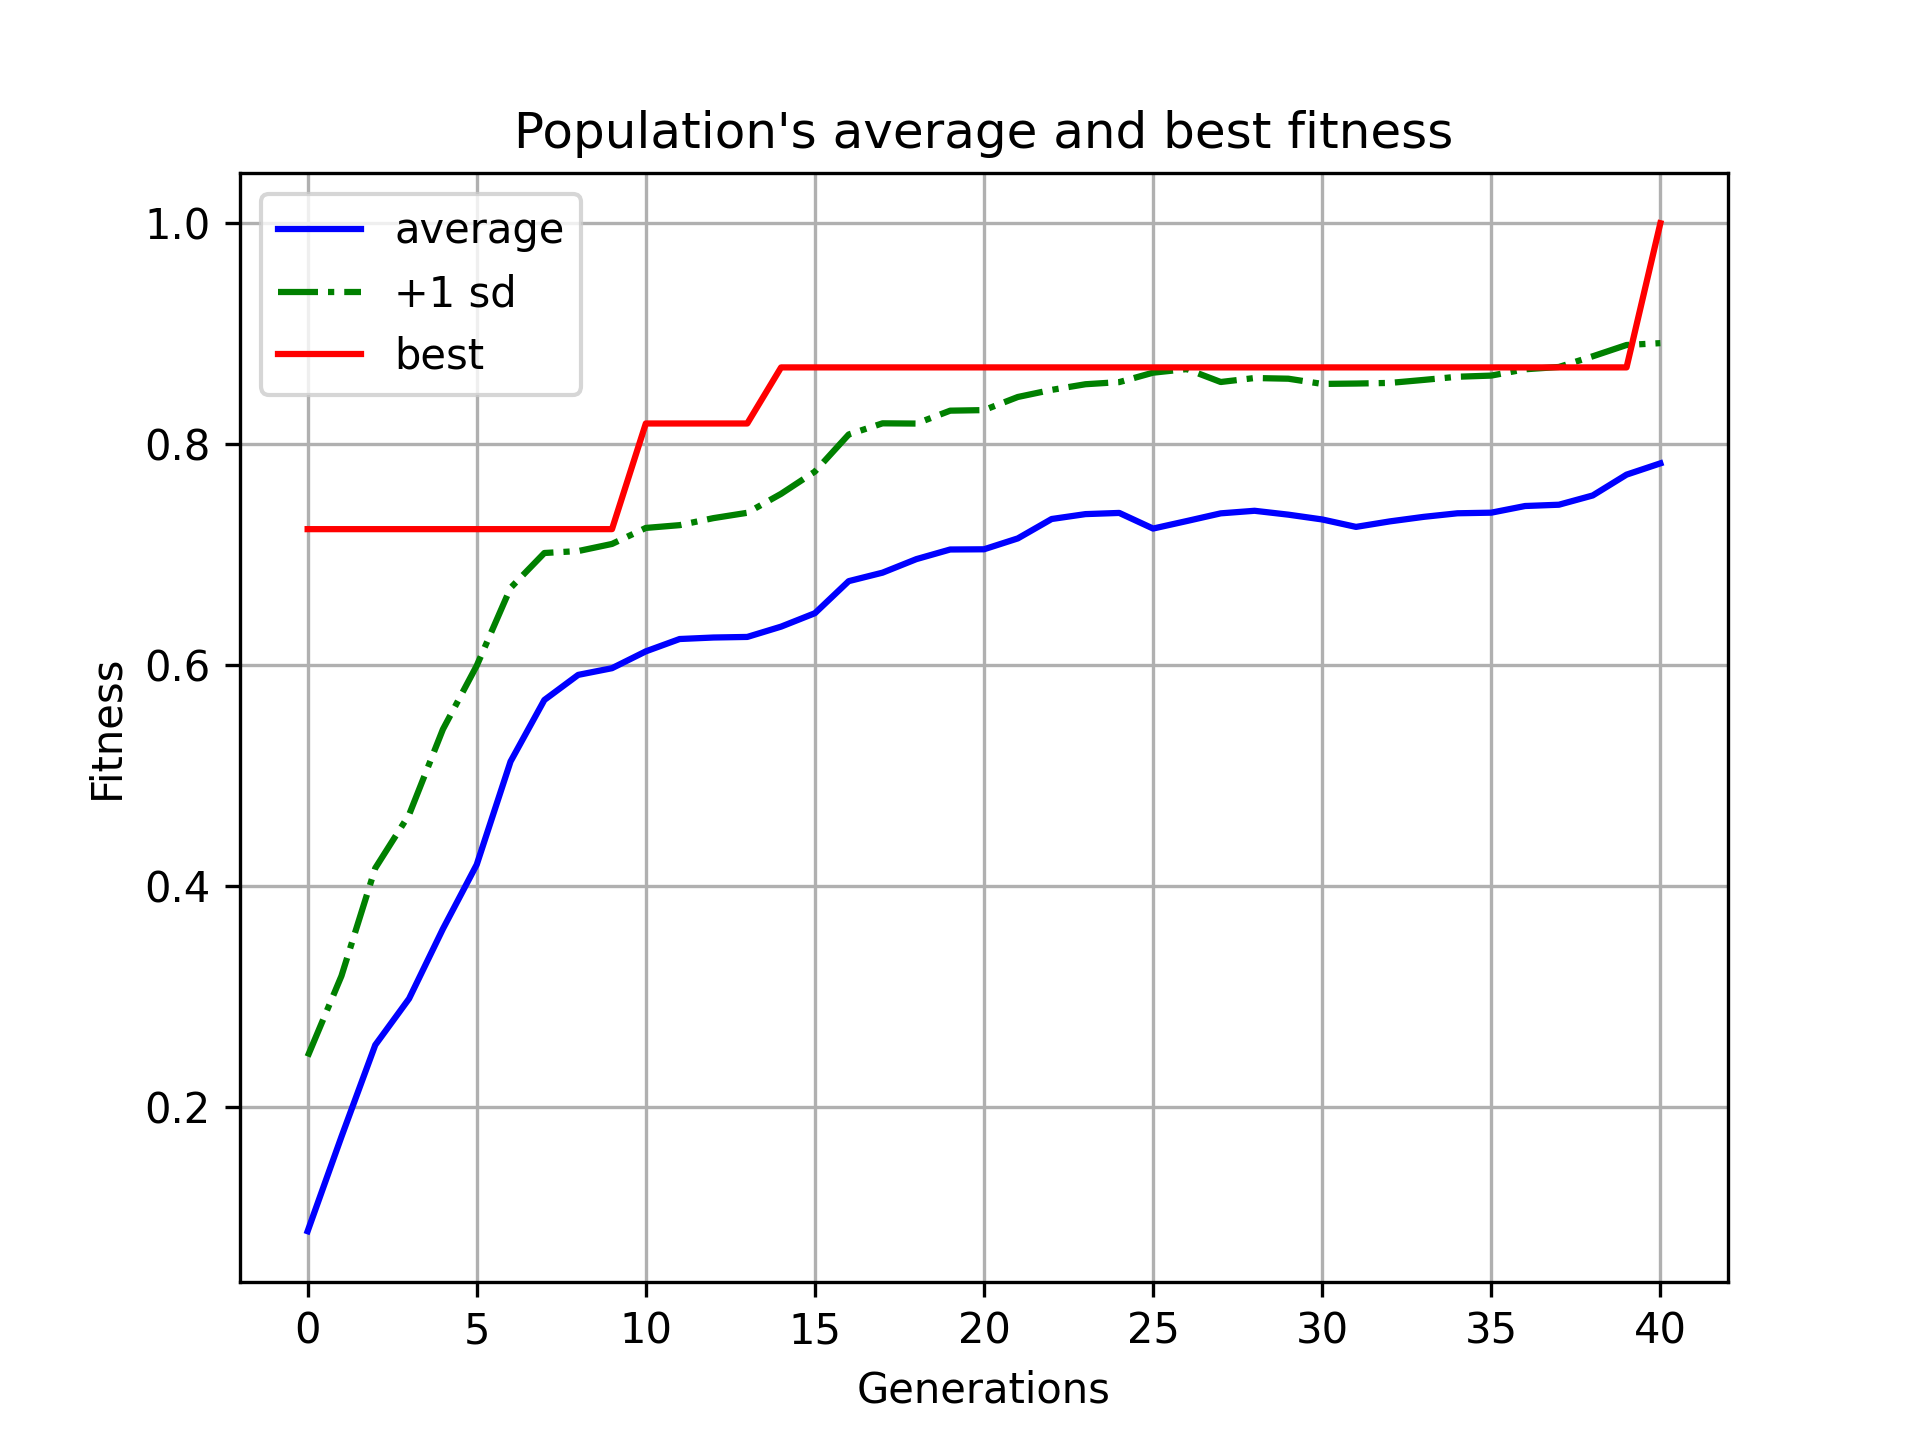 Population's average and best fitness
average
+1 sd
best
1.0
0.8
0.6
0.4
0.2
Fitness
0 5 10 15 20 25 30 35 40
Generations